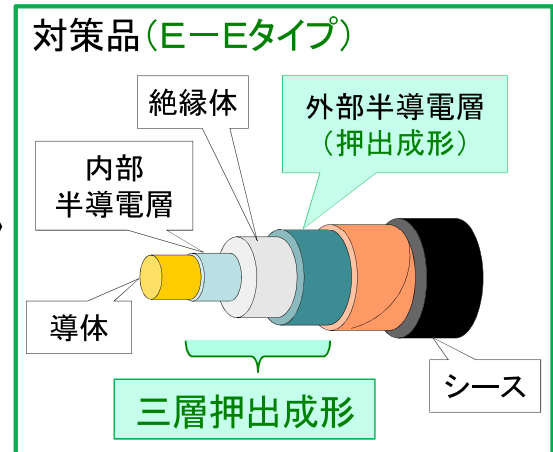 対策品(E－Eタイプ)
絶縁体
外部半導電層
(押出成形)
内部
半導電層
導体
シース
三層押出成形